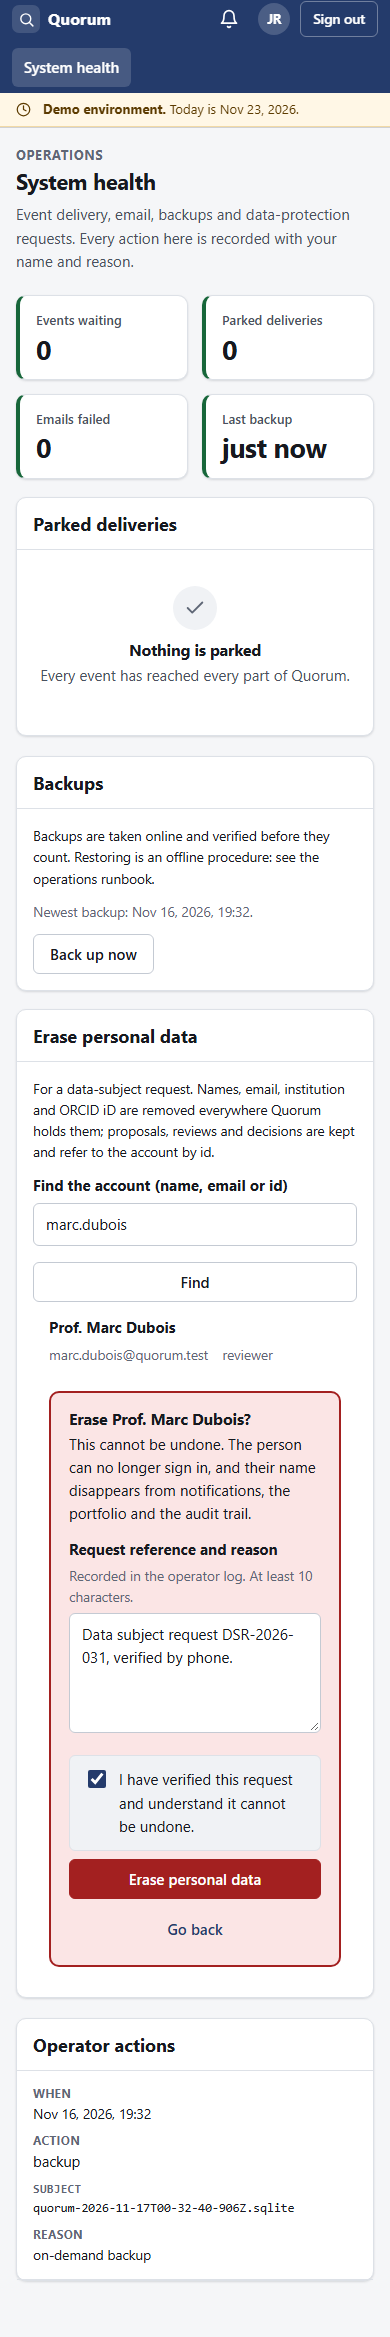 Quorum
JR
Sign out
System health
Demo environment. Today is Nov 23, 2026.
OPERATIONS
System health
Event delivery, email, backups and data-protection
requests. Every action here is recorded with your
name and reason.
Events waiting
0
Parked deliveries
0
Emails failed
0
Last backup
just now
Parked deliveries
Nothing is parked
Every event has reached every part of Quorum.
Backups
Backups are taken online and verified before they
count. Restoring is an offline procedure: see the
operations runbook.
Newest backup: Nov 16, 2026, 19:32.
Back up now
Erase personal data
For a data-subject request. Names, email, institution
and ORCID iD are removed everywhere Quorum
holds them; proposals, reviews and decisions are kept
and refer to the account by id.
Find the account (name, email or id)
marc.dubois
Find
Prof. Marc Dubois
marc.dubois@quorum.test reviewer
Erase Prof. Marc Dubois?
This cannot be undone. The person
can no longer sign in, and their name
disappears from notifications, the
portfolio and the audit trail.
Request reference and reason
Recorded in the operator log. At least 10
characters.
Data subject request DSR-2026-
031, verified by phone.
I have verified this request
and understand it cannot
be undone.
Erase personal data
Go back
Operator actions
WHEN
Nov 16, 2026, 19:32
ACTION
backup
SUBJECT
quorum-2026-11-17T00-32-40-906Z.sqlite
REASON
on-demand backup